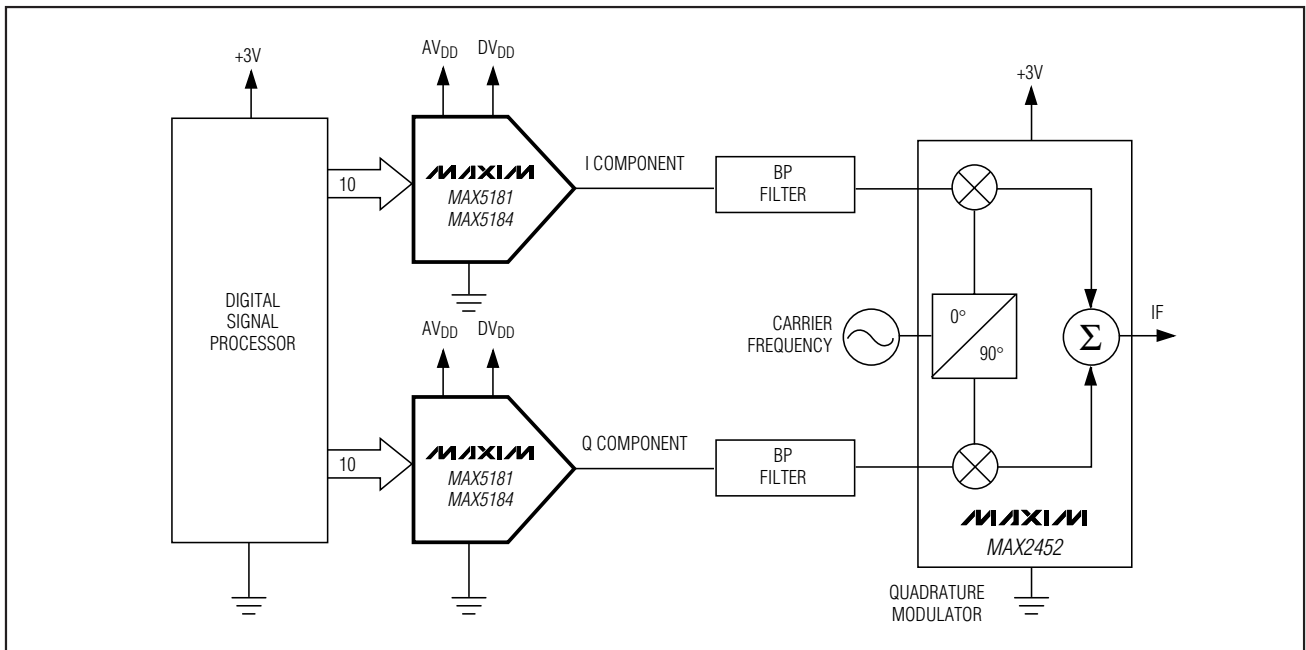 +3V
AVDD
DVDD
+3V
MAXIM
MAX5181
MAX5184
10
I COMPONENT
BP
FILTER
DIGITAL
SIGNAL
PROCESSOR
AVDD
DVDD
CARRIER
FREQUENCY
0°
90°
Σ
IF
MAXIM
MAX5181
MAX5184
10
Q COMPONENT
BP
FILTER
MAXIM
MAX2452
QUADRATURE
MODULATOR